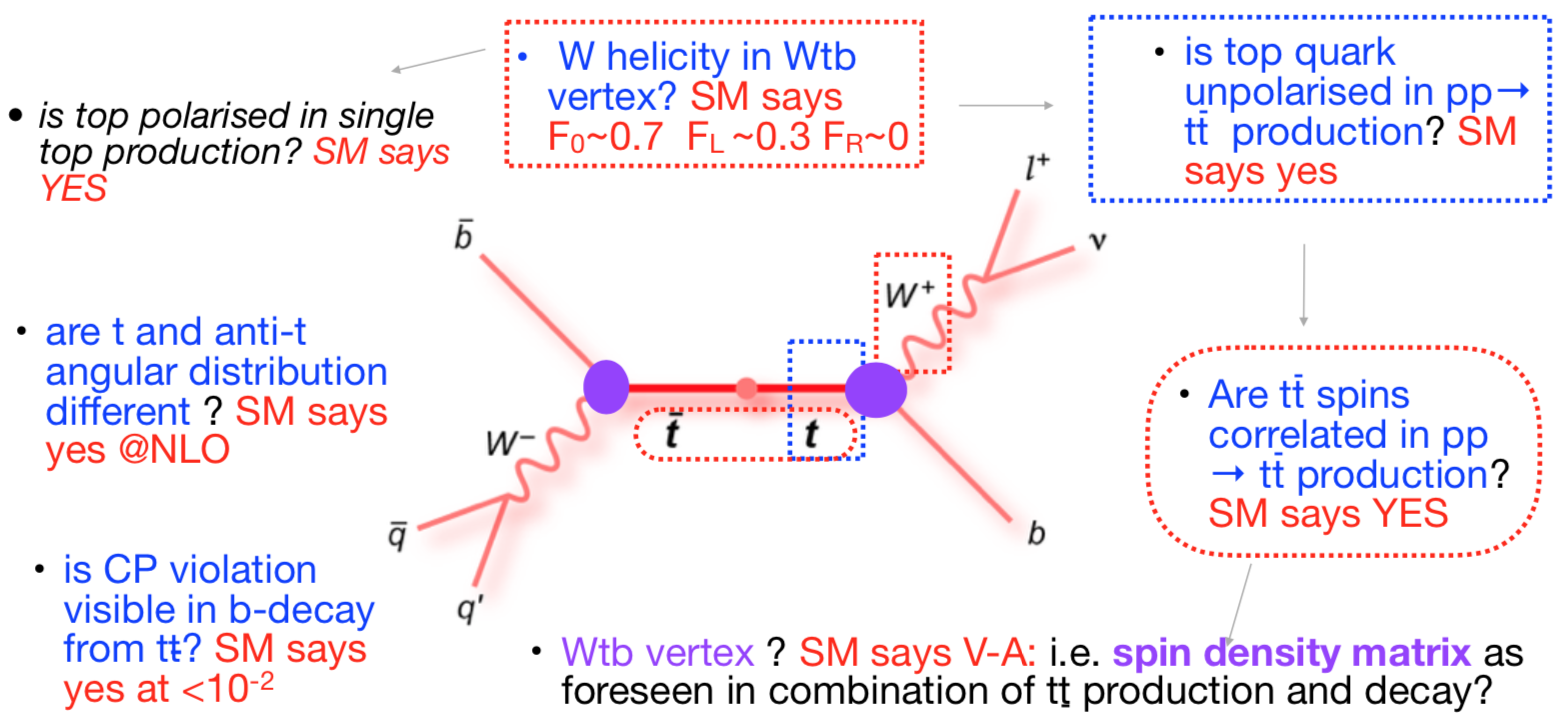 • W helicity in Wtb
vertex? SM says
F₀~0.7 F_L ~0.3 F_R~0
• is top quark
unpolarised in pp→
tt̄ production? SM
says yes
• is top polarised in single
top production? SM says
YES
l⁺
ν
b̄
W⁺
• are t and anti-t
angular distribution
different ? SM says
yes @NLO
W⁻
t̄
t
• Are tt̄ spins
correlated in pp
→ tt̄ production?
SM says YES
q̄
b
q'
• is CP violation
visible in b-decay
from tt̵? SM says
yes at <10⁻²
• Wtb vertex ? SM says V-A: i.e. spin density matrix as
foreseen in combination of tt̲ production and decay?